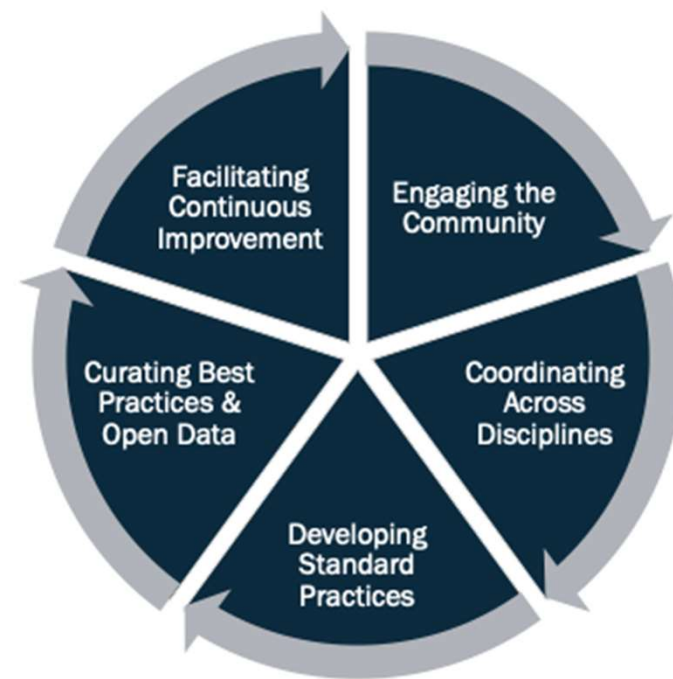 Facilitating
Continuous
Improvement
Engaging the
Community
Coordinating
Across
Disciplines
Developing
Standard
Practices
Curating Best
Practices &
Open Data